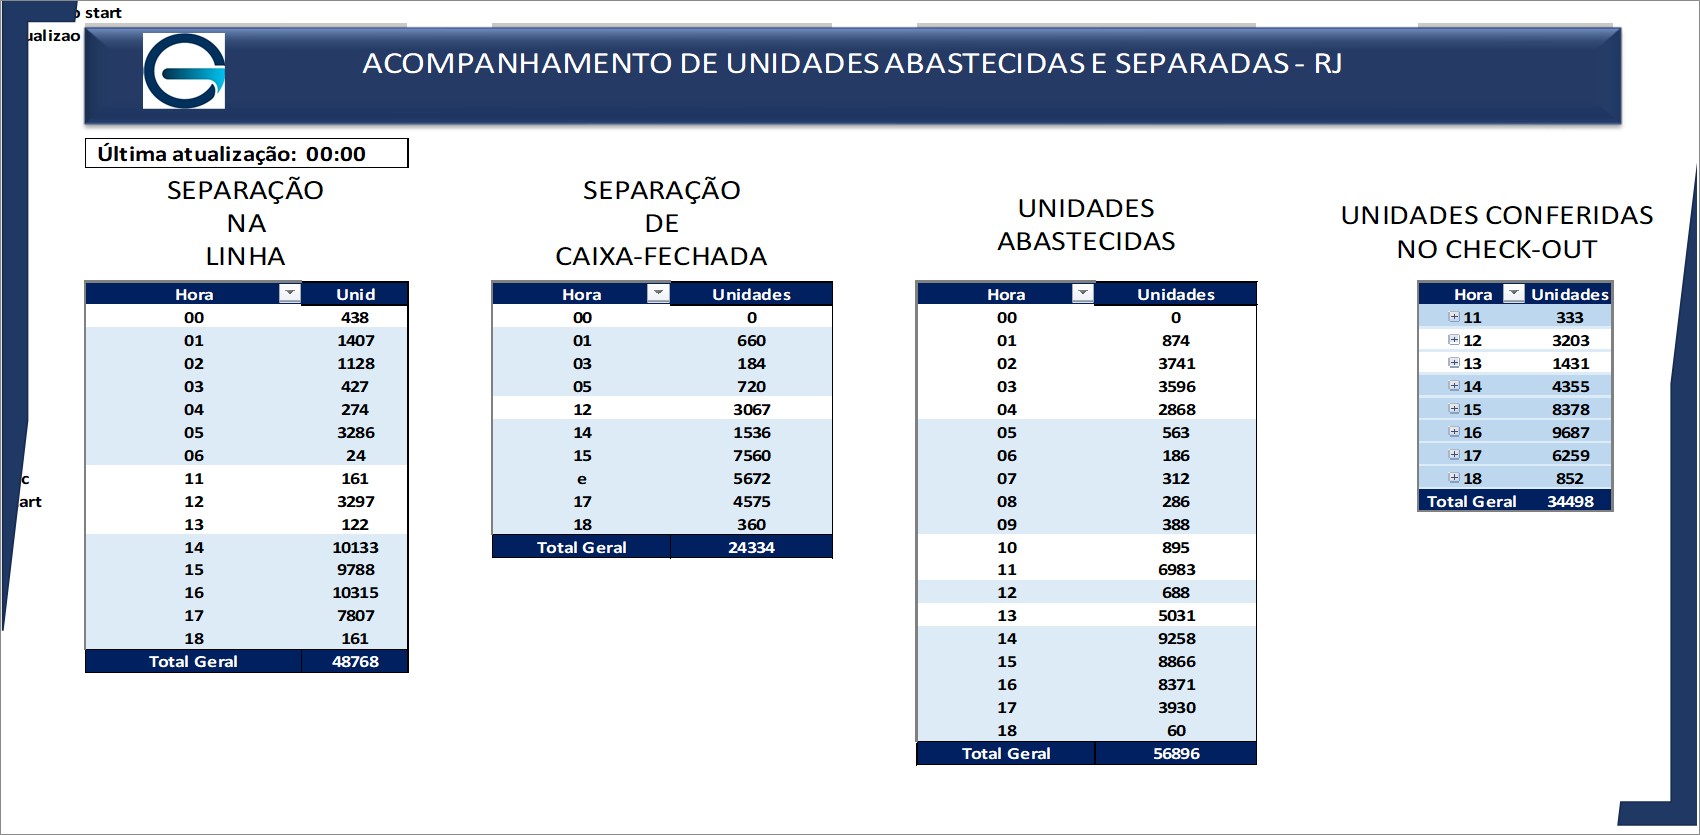 start
ACOMPANHAMENTO DE UNIDADES ABASTECIDAS E SEPARADAS - RJ
Última atualização: 00:00
SEPARAÇÃO
NA
LINHA
Hora Unid
00 438
01 1407
02 1128
03 427
04 274
05 3286
06 24
11 161
12 3297
13 122
14 10133
15 9788
16 10315
17 7807
18 161
Total Geral 48768
SEPARAÇÃO
DE
CAIXA-FECHADA
Hora Unidades
00 0
01 660
03 184
05 720
12 3067
14 1536
15 7560
e 5672
17 4575
18 360
Total Geral 24334
UNIDADES
ABASTECIDAS
Hora Unidades
00 0
01 874
02 3741
03 3596
04 2868
05 563
06 186
07 312
08 286
09 388
10 895
11 6983
12 688
13 5031
14 9258
15 8866
16 8371
17 3930
18 60
Total Geral 56896
UNIDADES CONFERIDAS
NO CHECK-OUT
Hora Unidades
11 333
12 3203
13 1431
14 4355
15 8378
16 9687
17 6259
18 852
Total Geral 34498